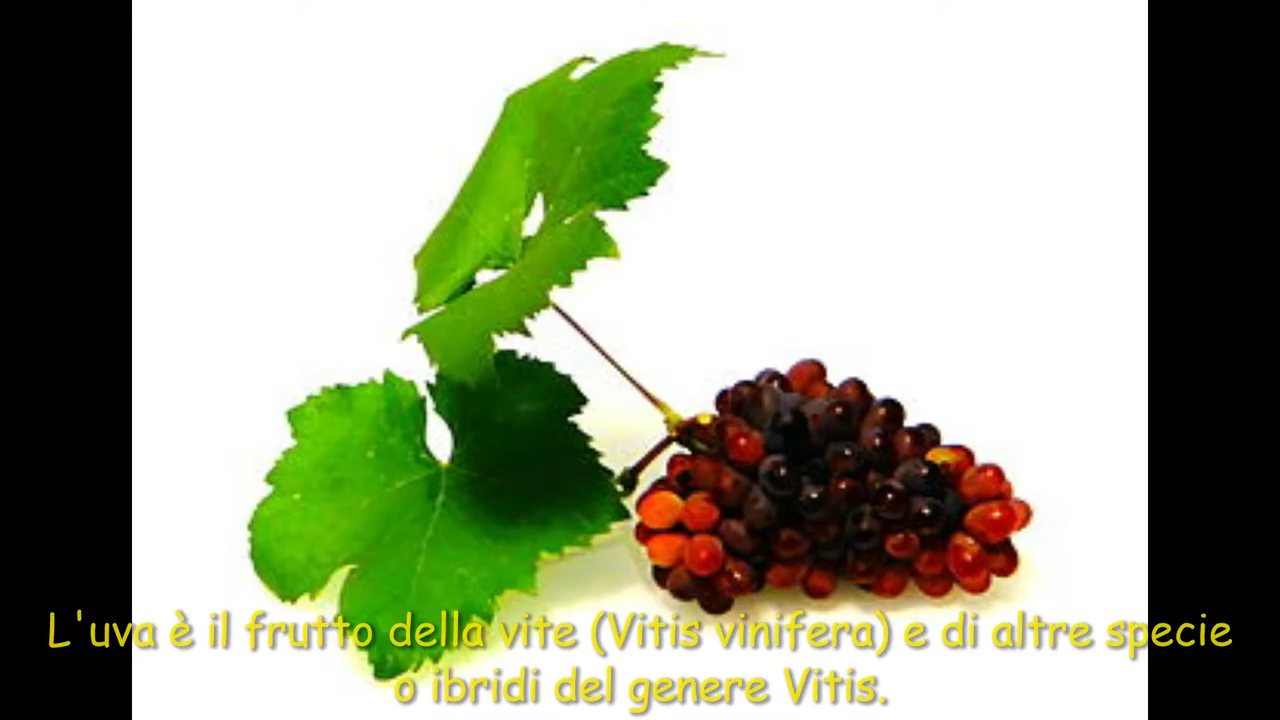 L'uva è il frutto della vite (Vitis vinifera) e di altre specie
o ibridi del genere Vitis.